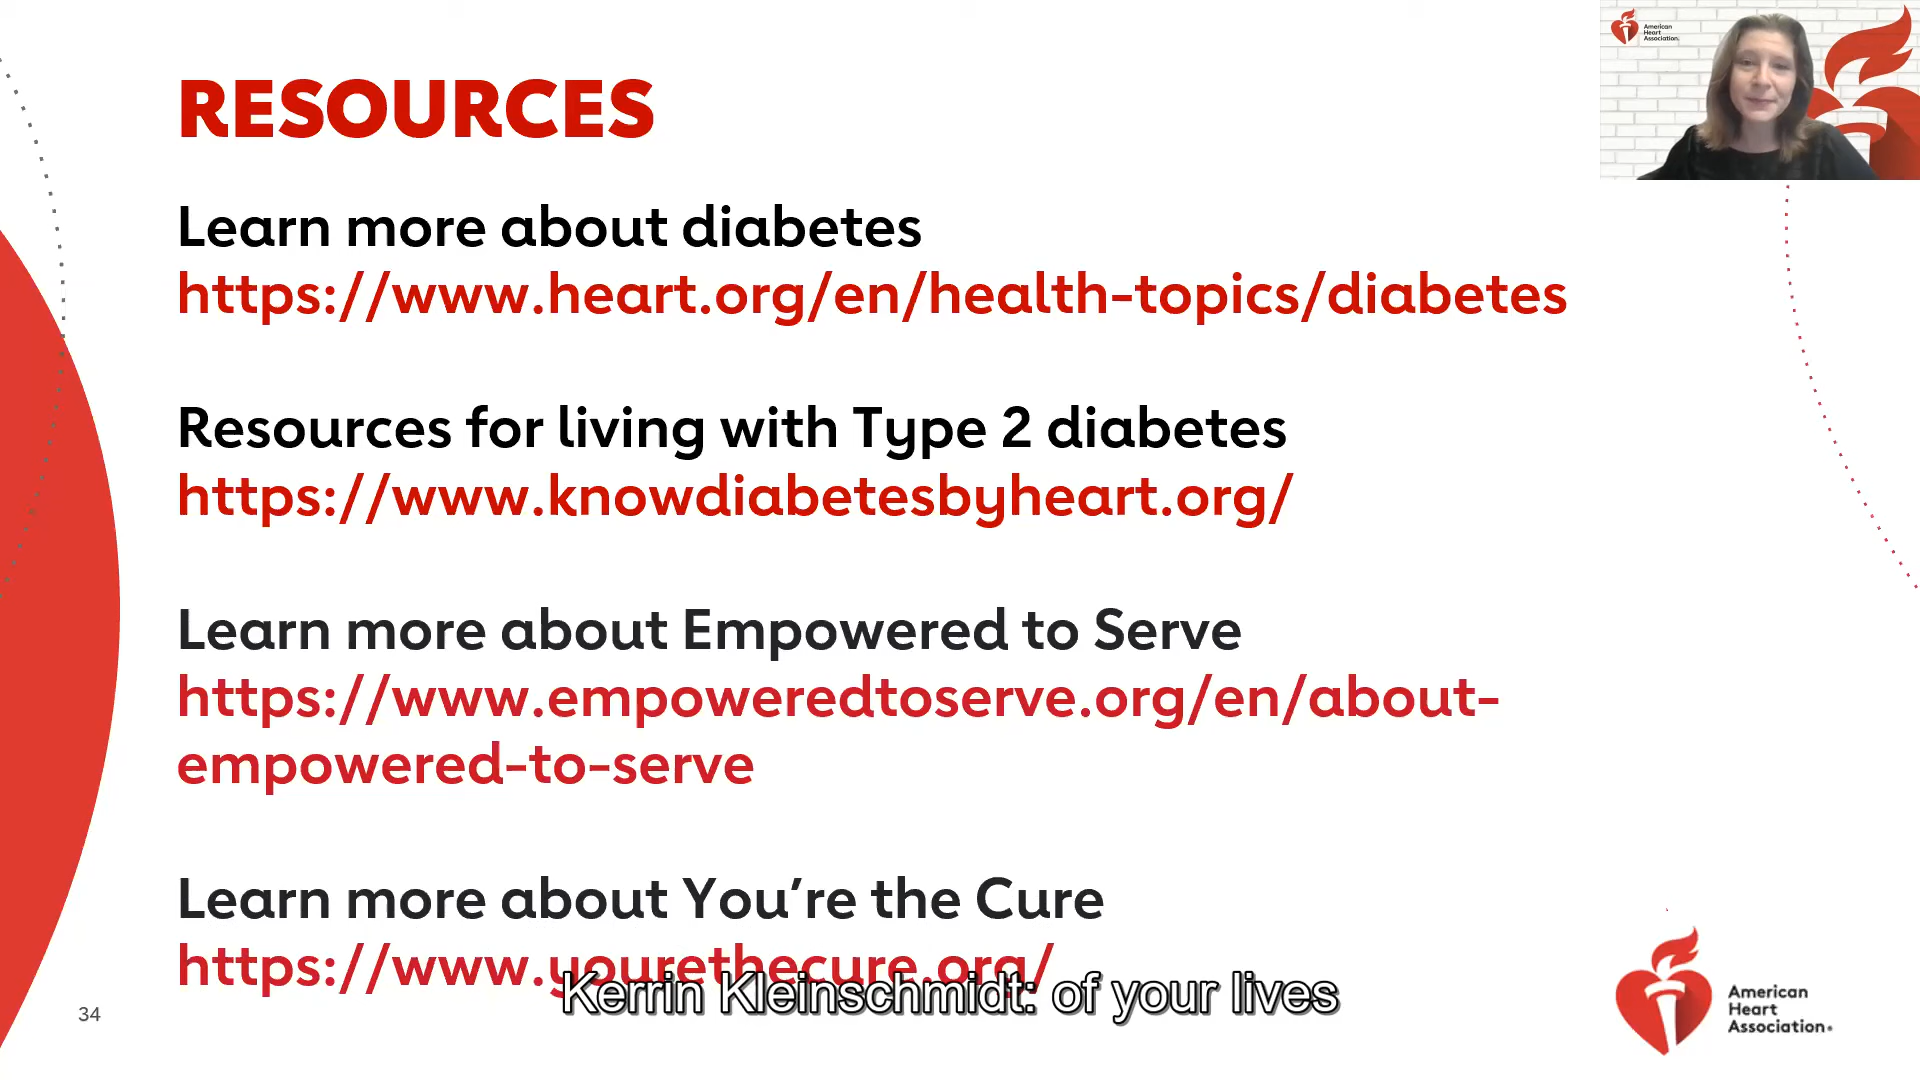 American
Heart
Association.
RESOURCES
Learn more about diabetes
https://www.heart.org/en/health-topics/diabetes
Resources for living with Type 2 diabetes
https://www.knowdiabetesbyheart.org/
Learn more about Empowered to Serve
https://www.empoweredtoserve.org/en/about-
empowered-to-serve
Learn more about You’re the Cure
https://www.yourethecure.org/
Kerrin Kleinschmidt: of your lives
34
American
Heart
Association®